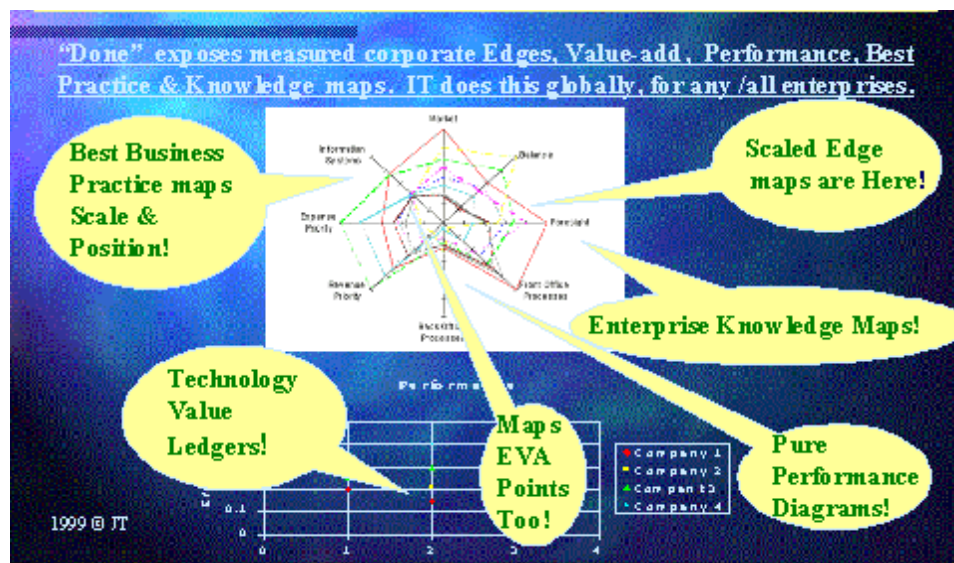 “Done” exposes measured corporate Edges, Value-add, Performance, Best
Practice & Knowledge maps. IT does this globally, for any /all enterprises.
Best Business
Practice maps
Scale &
Position!
Market
Information
Systems
Balance
Scaled Edge
maps are Here!
Expense
Priority
Foresight
Revenue
Priority
Front Office
Processes
Processes
Enterprise Knowledge Maps!
Technology
Value
Ledgers!
Maps
EVA
Points
Too!
Pure
Performance
Diagrams!
Company 1
Company 2
Company 4
0.1
0
0
1
2
3
4
1999 © JT